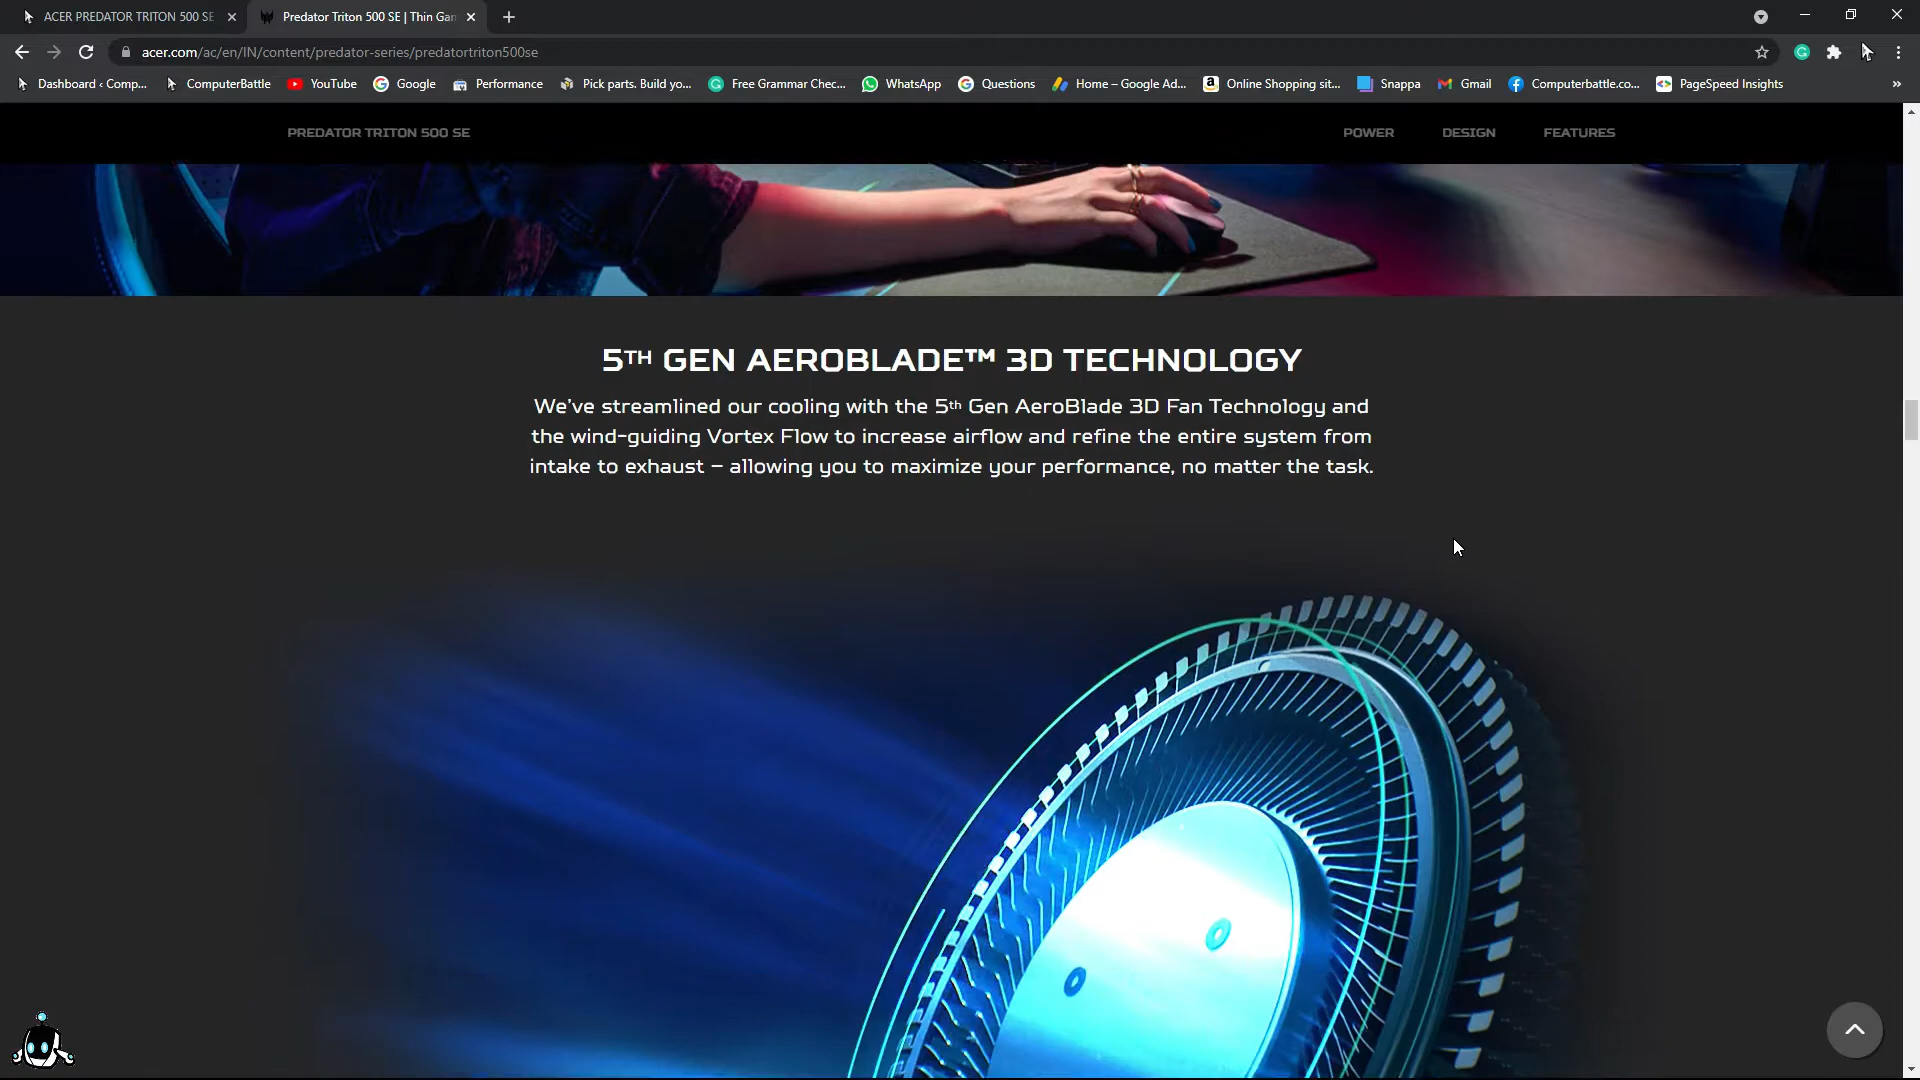 ACER PREDATOR TRITON 500 SE
Predator Triton 500 SE | Thin Gan
acer.com/ac/en/IN/content/predator-series/predatortriton500se
Dashboard ‹ Comp...
ComputerBattle
YouTube
Google
Performance
Pick parts. Build yo...
Free Grammar Chec...
WhatsApp
Questions
Home – Google Ad...
Online Shopping sit...
Snappa
Gmail
Computerbattle.co...
PageSpeed Insights
»
PREDATOR TRITON 500 SE
POWER
DESIGN
FEATURES
5TH GEN AEROBLADE™ 3D TECHNOLOGY
We've streamlined our cooling with the 5th Gen AeroBlade 3D Fan Technology and
the wind-guiding Vortex Flow to increase airflow and refine the entire system from
intake to exhaust – allowing you to maximize your performance, no matter the task.